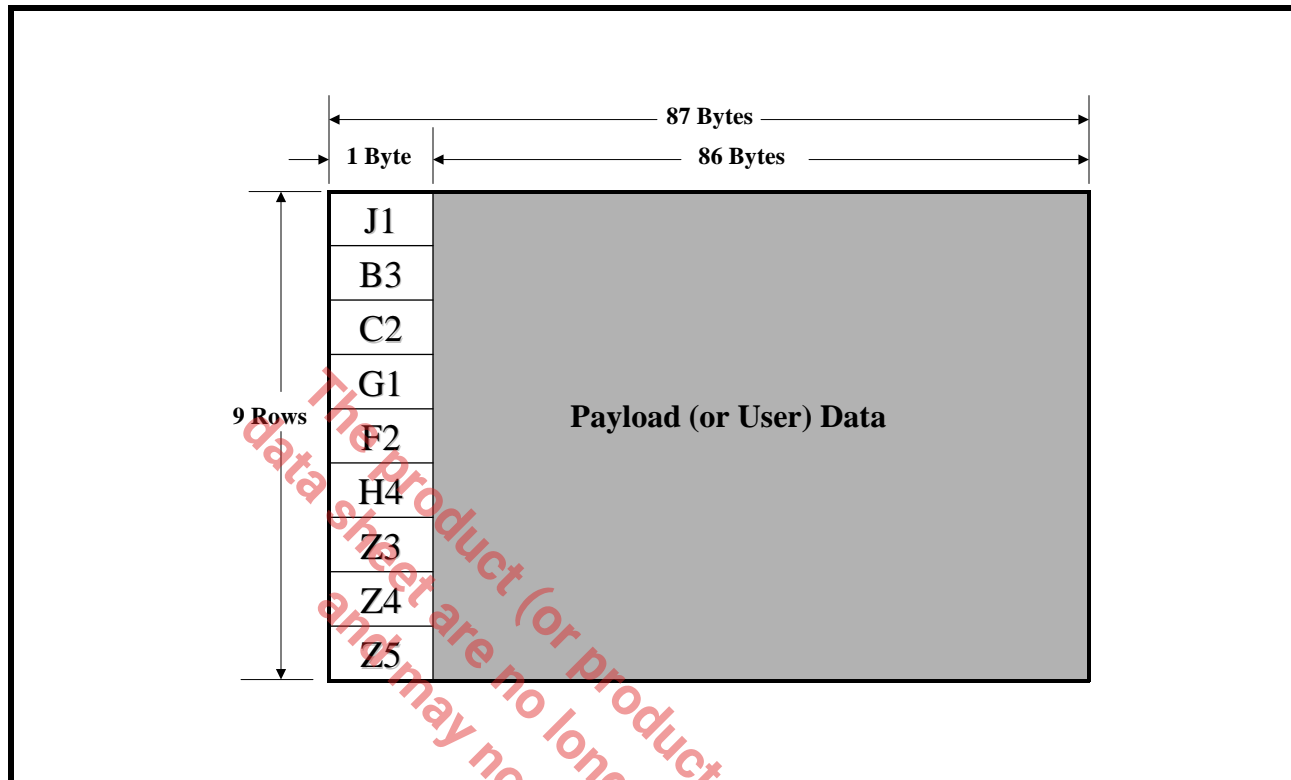 87 Bytes
1 Byte
86 Bytes
J1
B3
C2
G1
9 Rows
Payload (or User) Data
F2
H4
Z3
Z4
Z5
The product (or product
data sheet are no long
and may no